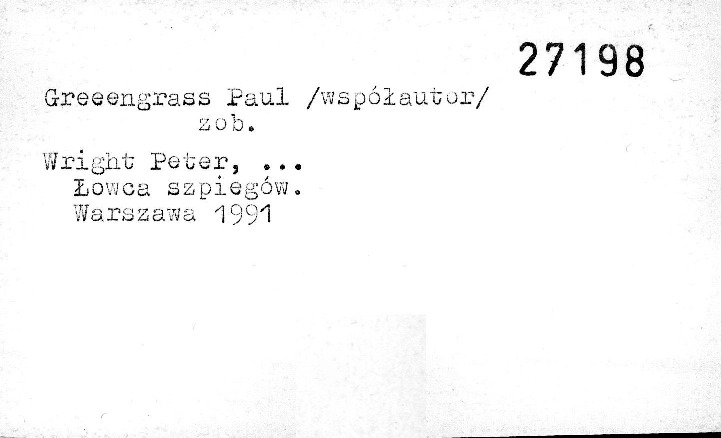 27198
Greeengrass Paul /współautor/
zob.
Wright Peter, ...
Łowca szpiegów.
Warszawa 1991